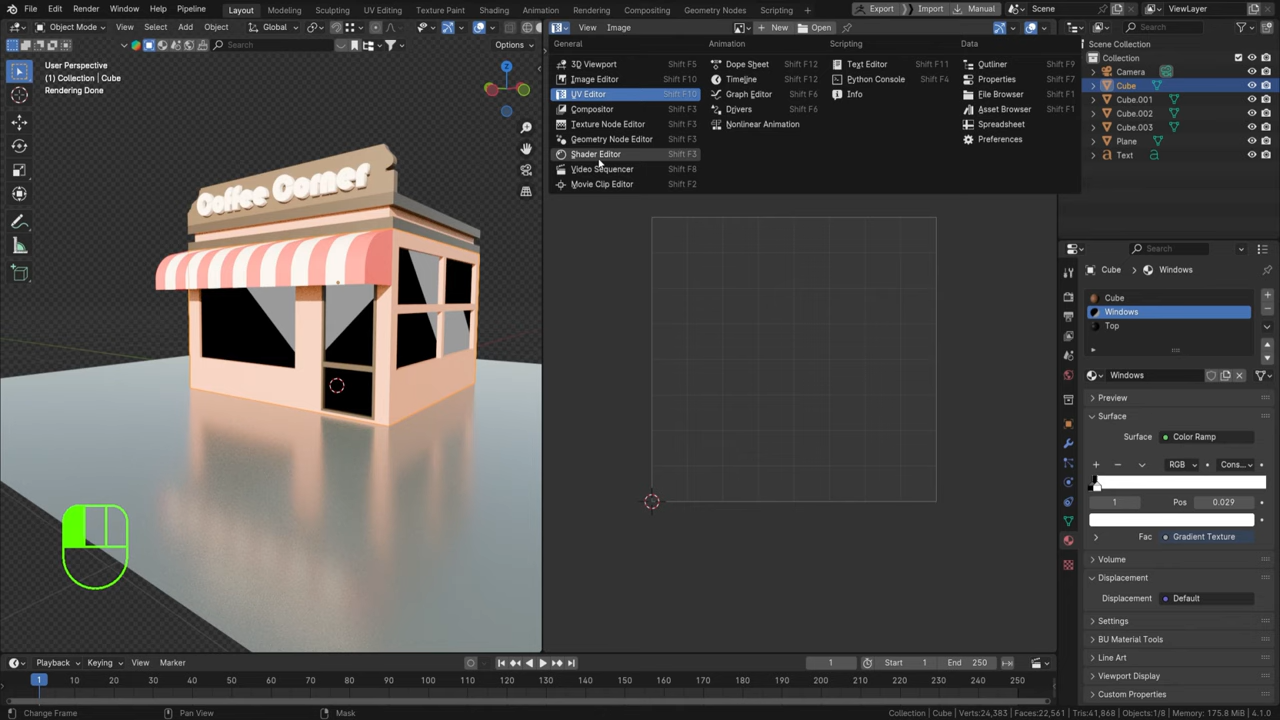 File Edit Render Window Help Pipeline Layout Modeling Sculpting UV Editing Texture Paint Shading Animation Rendering Compositing Geometry Nodes Scripting Export Import Manual Scene ViewLayer
Object Mode View Select Add Object Global View Image New Open
Search Options
User Perspective
(1) Collection | Cube
Rendering Done
General Animation Scripting Data
3D Viewport Shift F5 Dope Sheet Shift F12 Text Editor Shift F11 Outliner Shift F9
Image Editor Shift F10 Timeline Shift F12 Python Console Shift F4 Properties Shift F7
UV Editor Shift F10 Graph Editor Shift F6 Info File Browser Shift F1
Compositor Shift F3 Drivers Shift F6 Asset Browser Shift F1
Texture Node Editor Shift F3 Nonlinear Animation Spreadsheet
Geometry Node Editor Shift F3 Preferences
Shader Editor Shift F3
Video Sequencer Shift F8
Movie Clip Editor Shift F2
Coffee Corner
Scene Collection
Collection
Camera
Cube
Cube.001
Cube.002
Cube.003
Plane
Text
Search
Cube Windows
Cube
Windows
Top
Windows
Preview
Surface
Surface Color Ramp
RGB Cons...
1 Pos 0.029
Fac Gradient Texture
Volume
Displacement
Displacement Default
Settings
BU Material Tools
Line Art
Viewport Display
Custom Properties
Playback Keying View Marker 1 Start 1 End 250
1 10 20 30 40 50 60 70 80 90 100 110 120 130 140 150 160 170 180 190 200 210 220 230 240 250
Change Frame Pan View Mask Collection | Cube | Verts:24,383 | Faces:22,561 | Tris:41,868 | Objects:1/8 | Memory: 175.8 MiB | 4.1.0